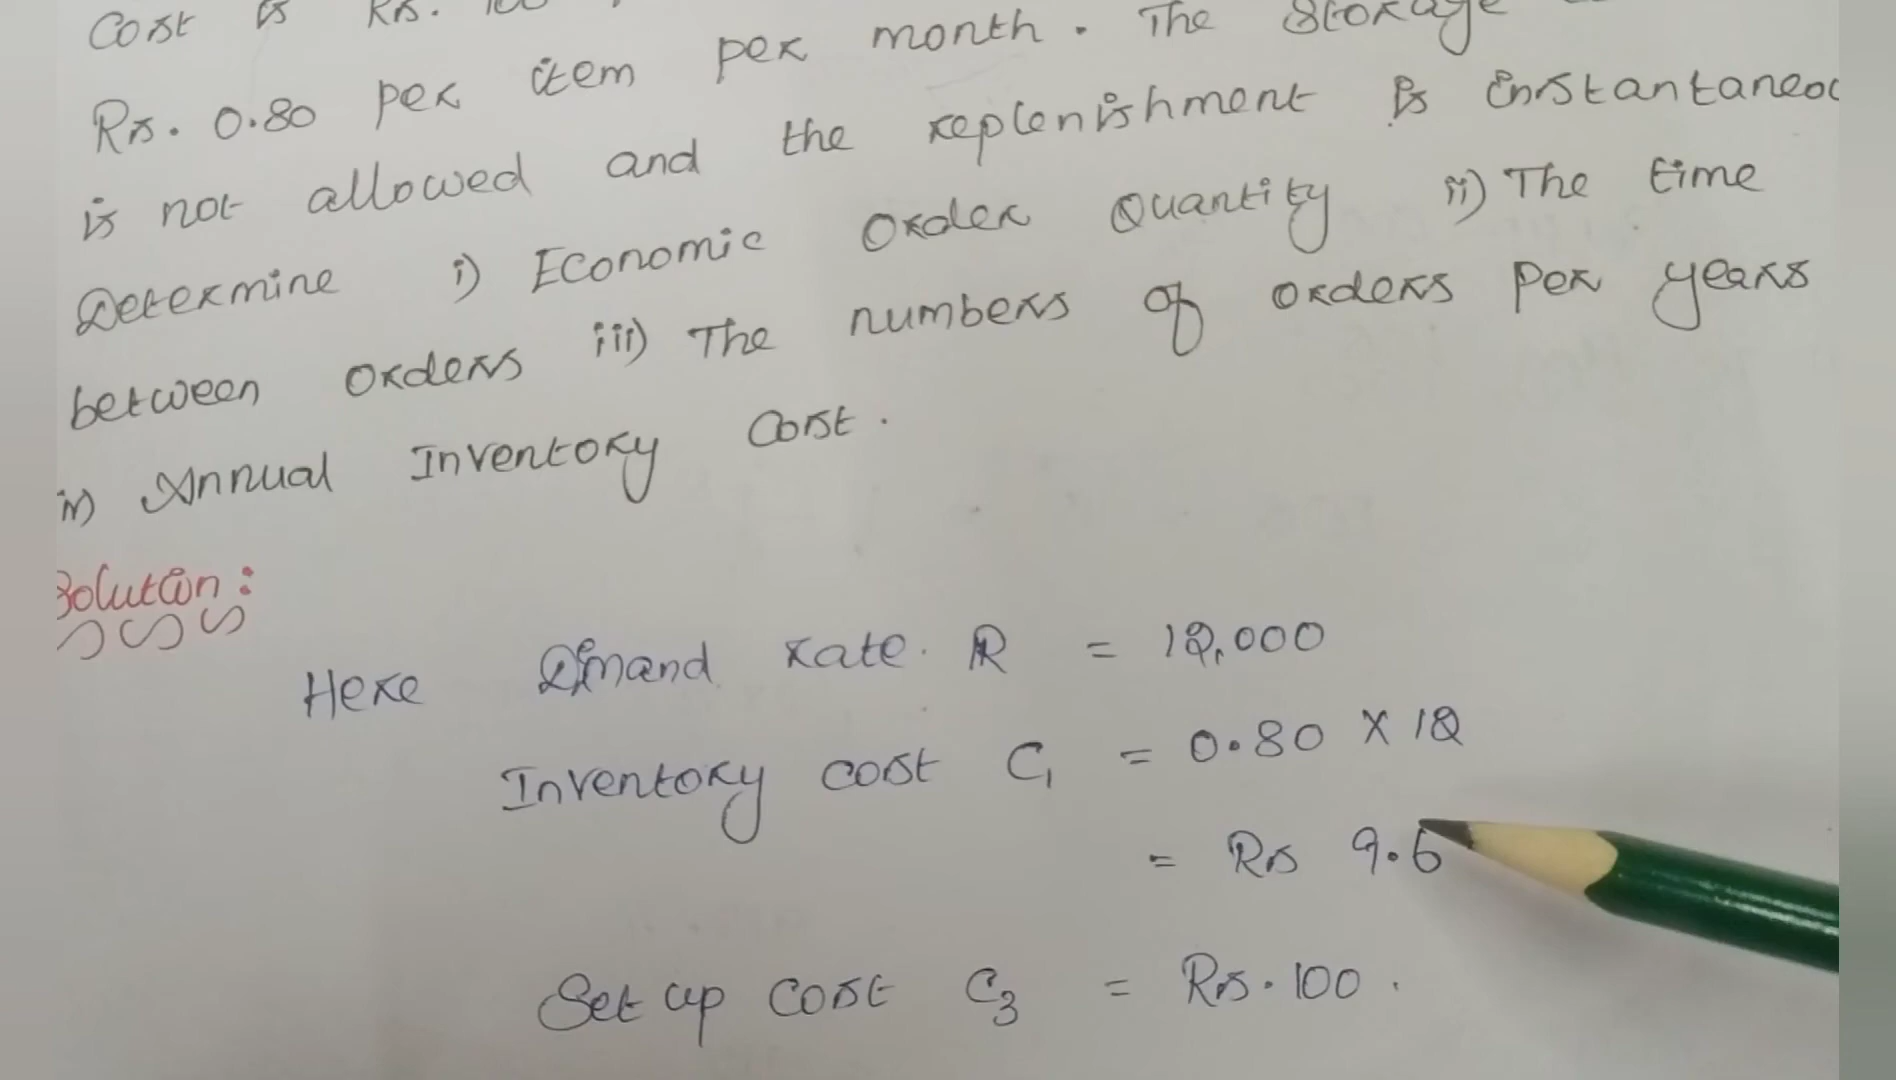 Cost is Rs. 100
Rs. 0.80 per item per month. The Storage
is not allowed and the replenishment is instantaneou
Determine i) Economic Order Quantity ii) The time
between orders iii) The numbers of orders per years
iv) Annual Inventory Cost.
Solution:
Here Dmand rate. R = 12,000
Inventory cost C₁ = 0.80 × 12
= Rs 9.6
Set up cost C₃ = Rs. 100.